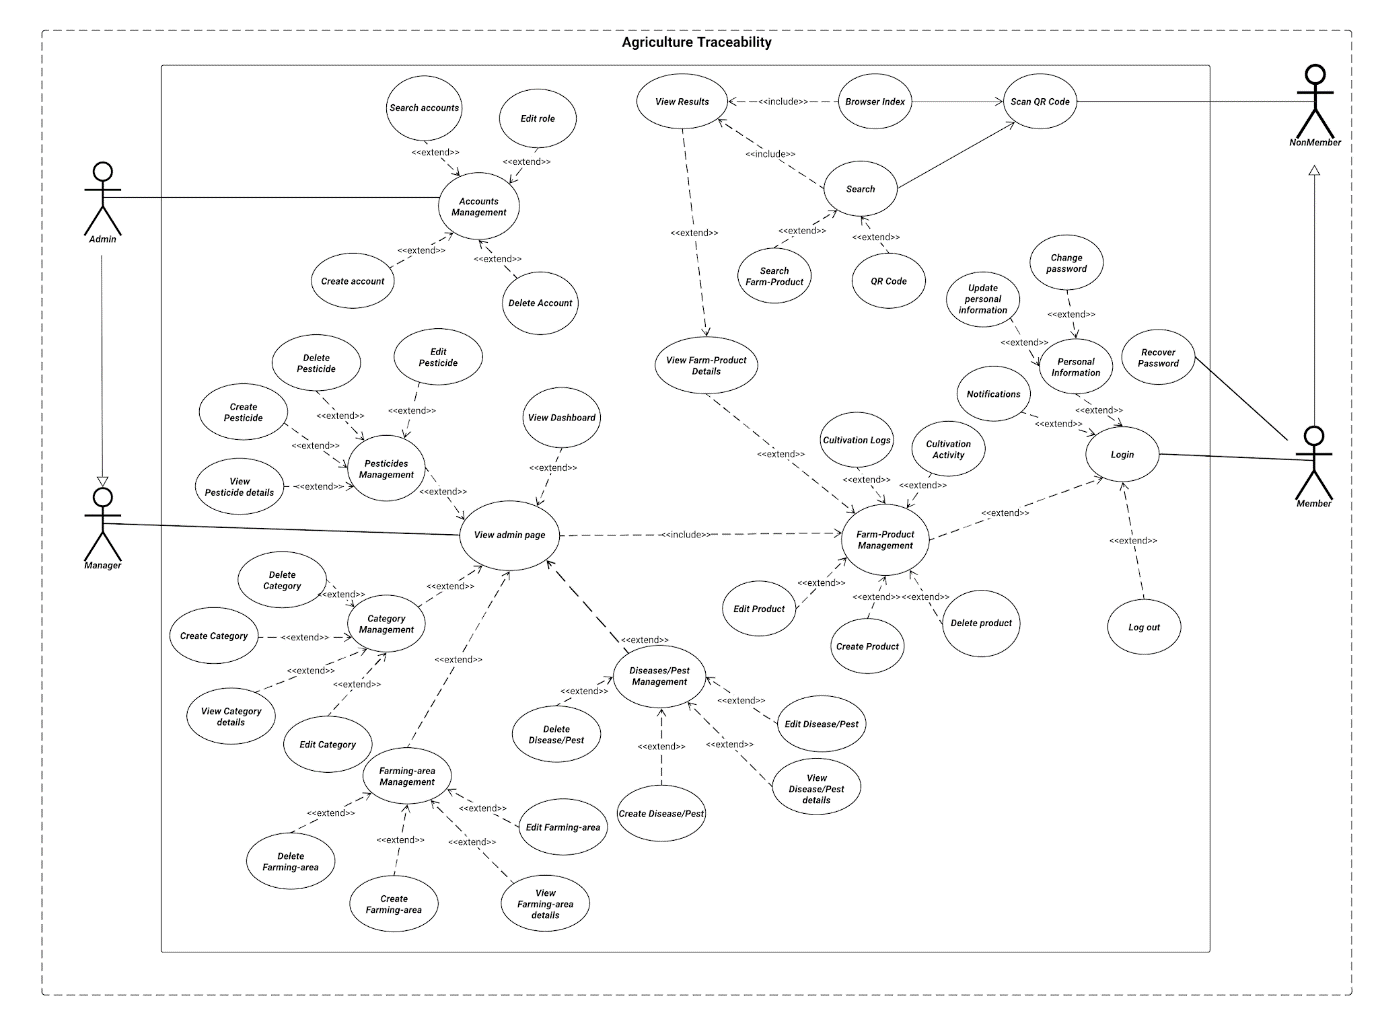 Agriculture Traceability
Search accounts
Edit role
View Results
<<include>>
Browser Index
Scan QR Code
NonMember
<<extend>>
<<extend>>
<<include>>
Search
Accounts
Management
Admin
<<extend>>
<<extend>>
<<extend>>
<<extend>>
<<extend>>
Create account
Delete Account
Search
Farm-Product
QR Code
Change
password
Update
personal
information
<<extend>>
<<extend>>
<<extend>>
Delete
Pesticide
Edit
Pesticide
View Farm-Product
Details
Personal
Information
Recover
Password
Notifications
Create
Pesticide
<<extend>>
<<extend>>
View Dashboard
<<extend>>
<<extend>>
<<extend>>
Cultivation Logs
Cultivation
Activity
Login
Pesticides
Management
<<extend>>
<<extend>>
View
Pesticide details
<<extend>>
<<extend>>
<<extend>>
<<extend>>
<<extend>>
Member
Manager
View admin page
<<include>>
Farm-Product
Management
<<extend>>
<<extend>>
Delete
Category
<<extend>>
<<extend>>
<<extend>>
<<extend>>
<<extend>>
Edit Product
Create Product
Delete product
Log out
Create Category
<<extend>>
Category
Management
<<extend>>
<<extend>>
<<extend>>
<<extend>>
View Category
details
Edit Category
Diseases/Pest
Management
<<extend>>
<<extend>>
Delete
Disease/Pest
Edit Disease/Pest
<<extend>>
<<extend>>
Farming-area
Management
View
Disease/Pest
details
Create Disease/Pest
<<extend>>
<<extend>>
Edit Farming-area
<<extend>>
<<extend>>
Delete
Farming-area
Create
Farming-area
View
Farming-area
details